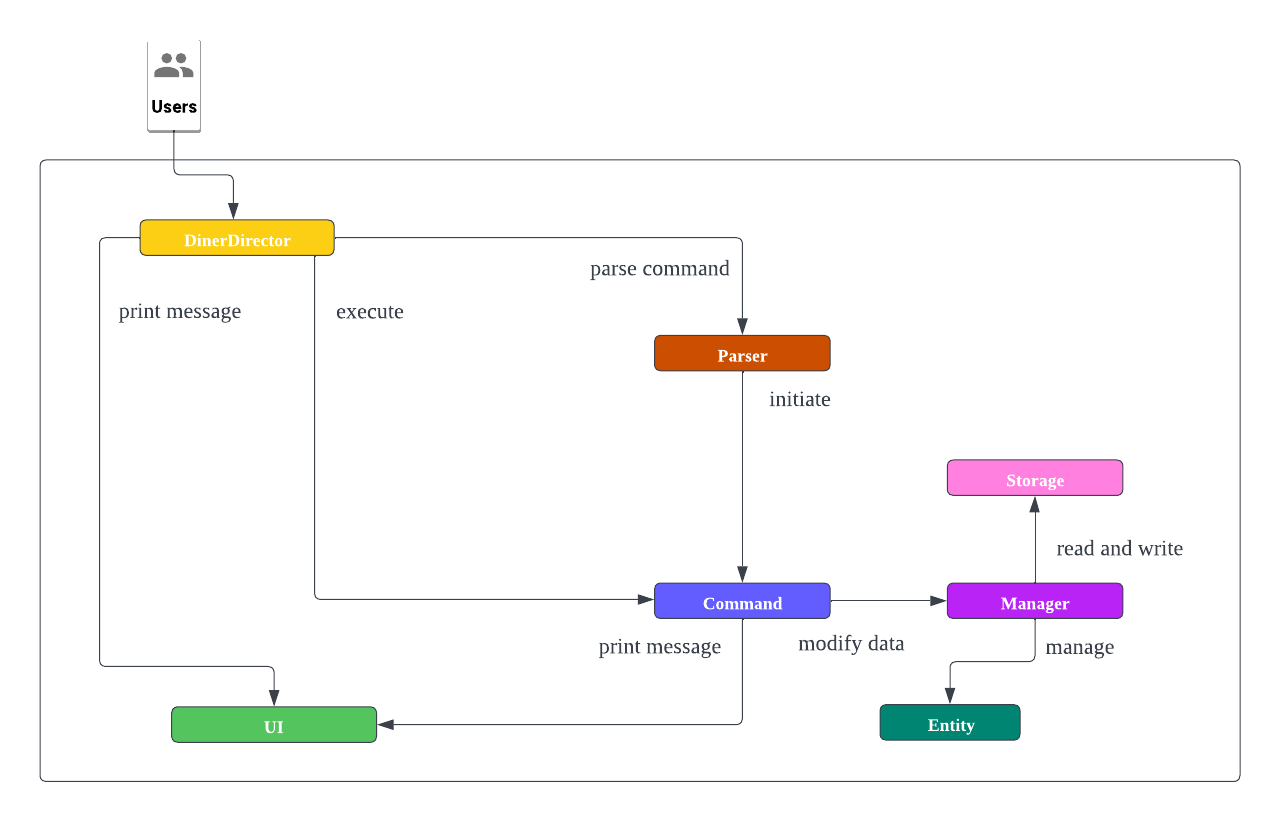 Users
DinerDirector
parse command
print message
execute
Parser
initiate
Storage
read and write
Command
Manager
print message
modify data
manage
UI
Entity